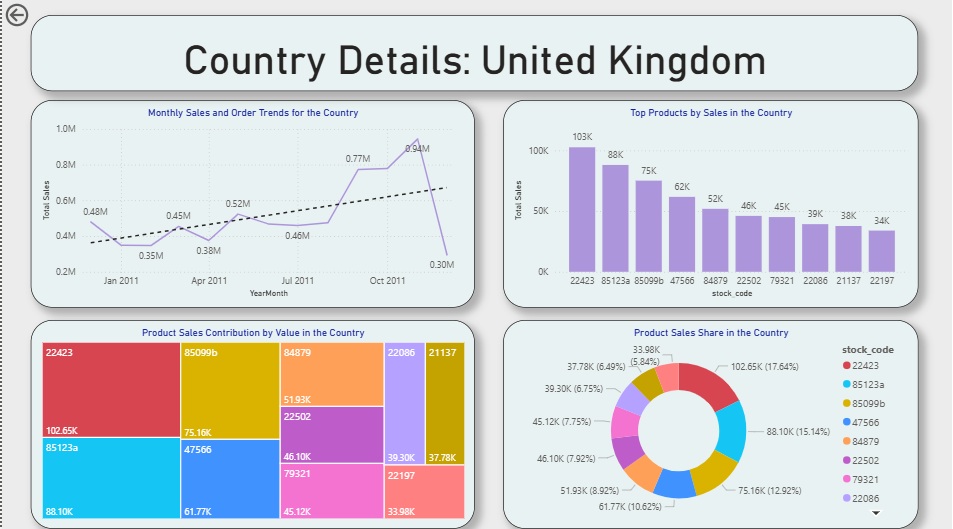 Country Details: United Kingdom
Monthly Sales and Order Trends for the Country
Total Sales
1.0M
0.8M
0.6M
0.4M
0.2M
0.48M
0.35M
0.45M
0.38M
0.52M
0.46M
0.77M
0.94M
0.30M
Jan 2011
Apr 2011
Jul 2011
Oct 2011
YearMonth
Top Products by Sales in the Country
Total Sales
100K
50K
0K
103K
88K
75K
62K
52K
46K
45K
39K
38K
34K
22423
85123a
85099b
47566
84879
22502
79321
22086
21137
22197
stock_code
Product Sales Contribution by Value in the Country
22423
102.65K
85123a
88.10K
85099b
75.16K
47566
61.77K
84879
51.93K
22502
46.10K
79321
45.12K
22086
39.30K
21137
37.78K
22197
33.98K
Product Sales Share in the Country
102.65K (17.64%)
88.10K (15.14%)
75.16K (12.92%)
61.77K (10.62%)
51.93K (8.92%)
46.10K (7.92%)
45.12K (7.75%)
39.30K (6.75%)
37.78K (6.49%)
33.98K
(5.84%)
stock_code
22423
85123a
85099b
47566
84879
22502
79321
22086